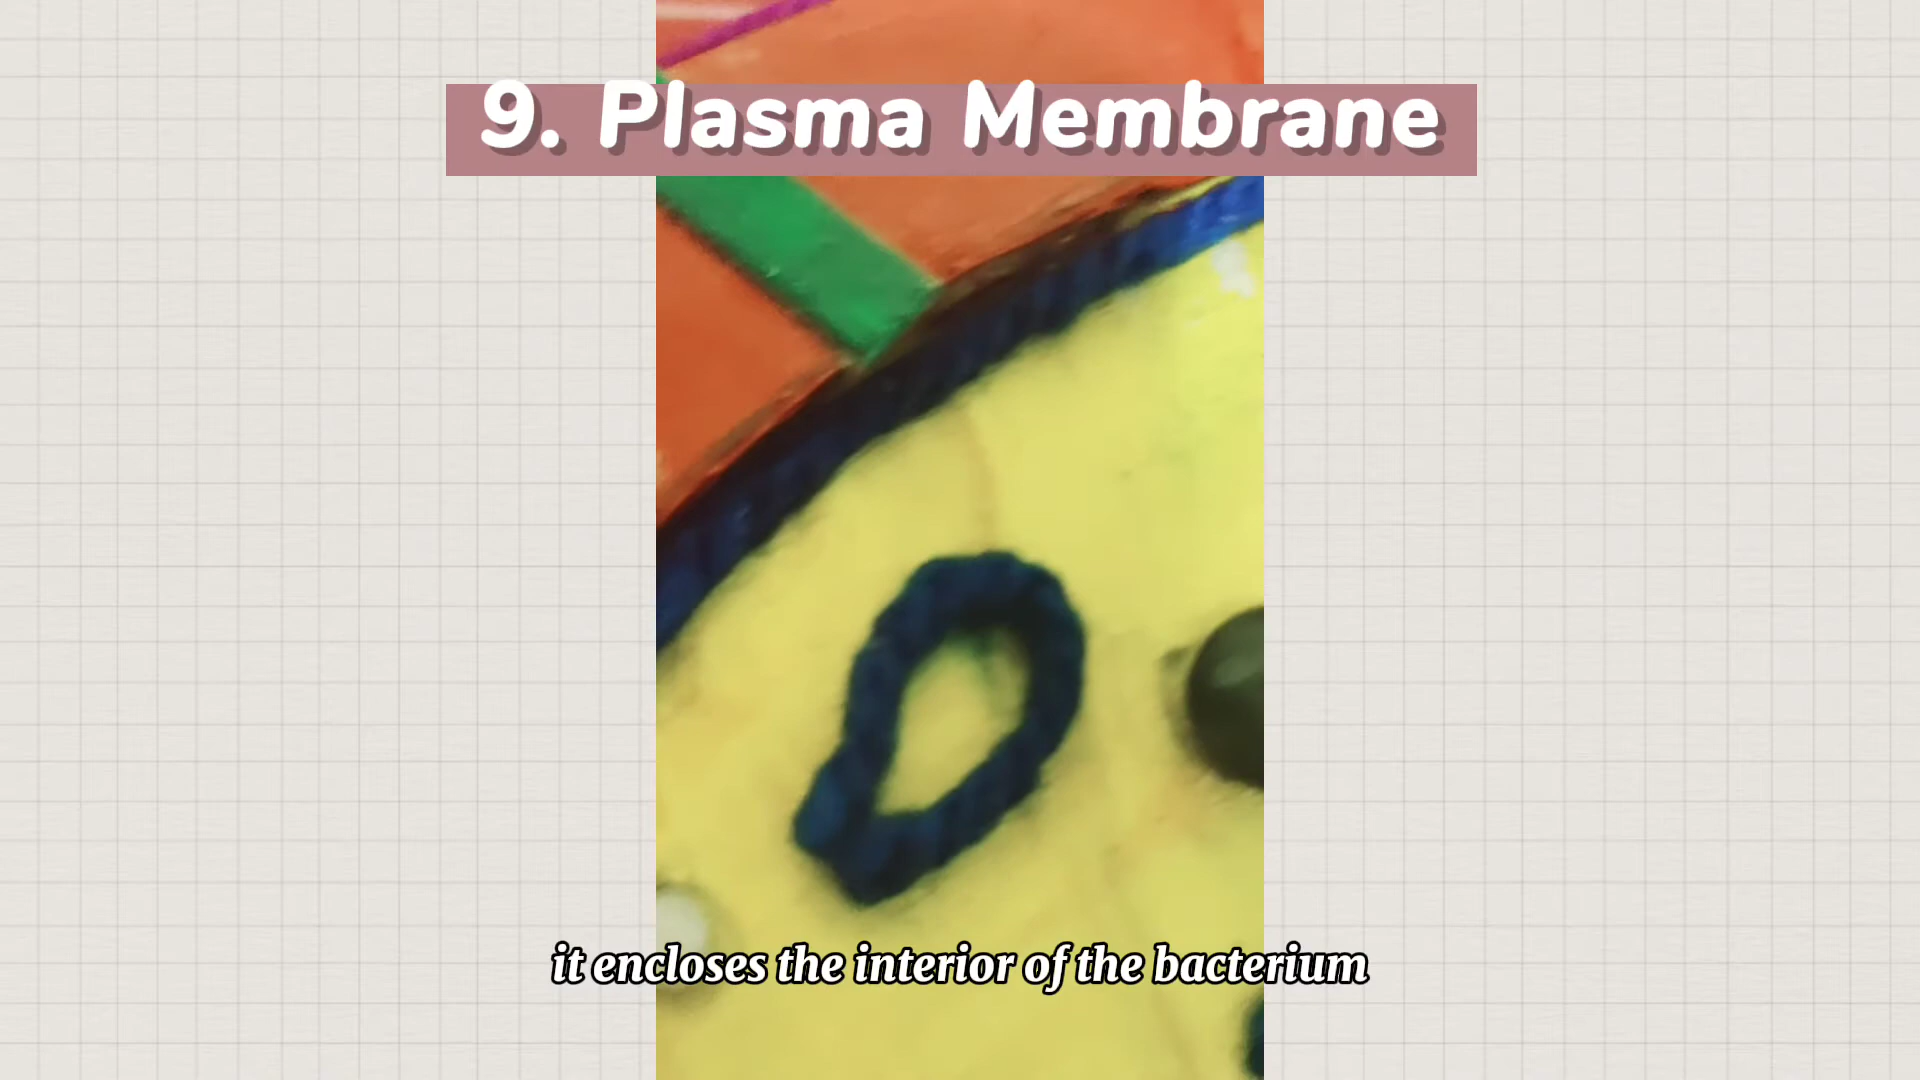 9. Plasma Membrane
it encloses the interior of the bacterium